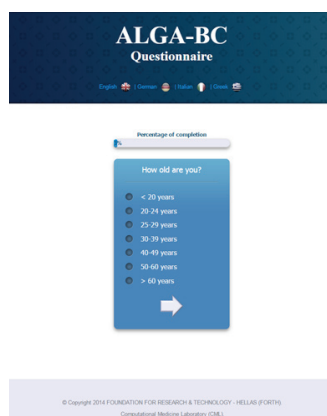 ALGA-BC
Questionnaire
English | German | Italian | Greek
Percentage of completion
How old are you?
< 20 years
20-24 years
25-29 years
30-39 years
40-49 years
50-60 years
> 60 years
© Copyright 2014 FOUNDATION FOR RESEARCH & TECHNOLOGY - HELLAS (FORTH)
Computational Medicine Laboratory (CML)